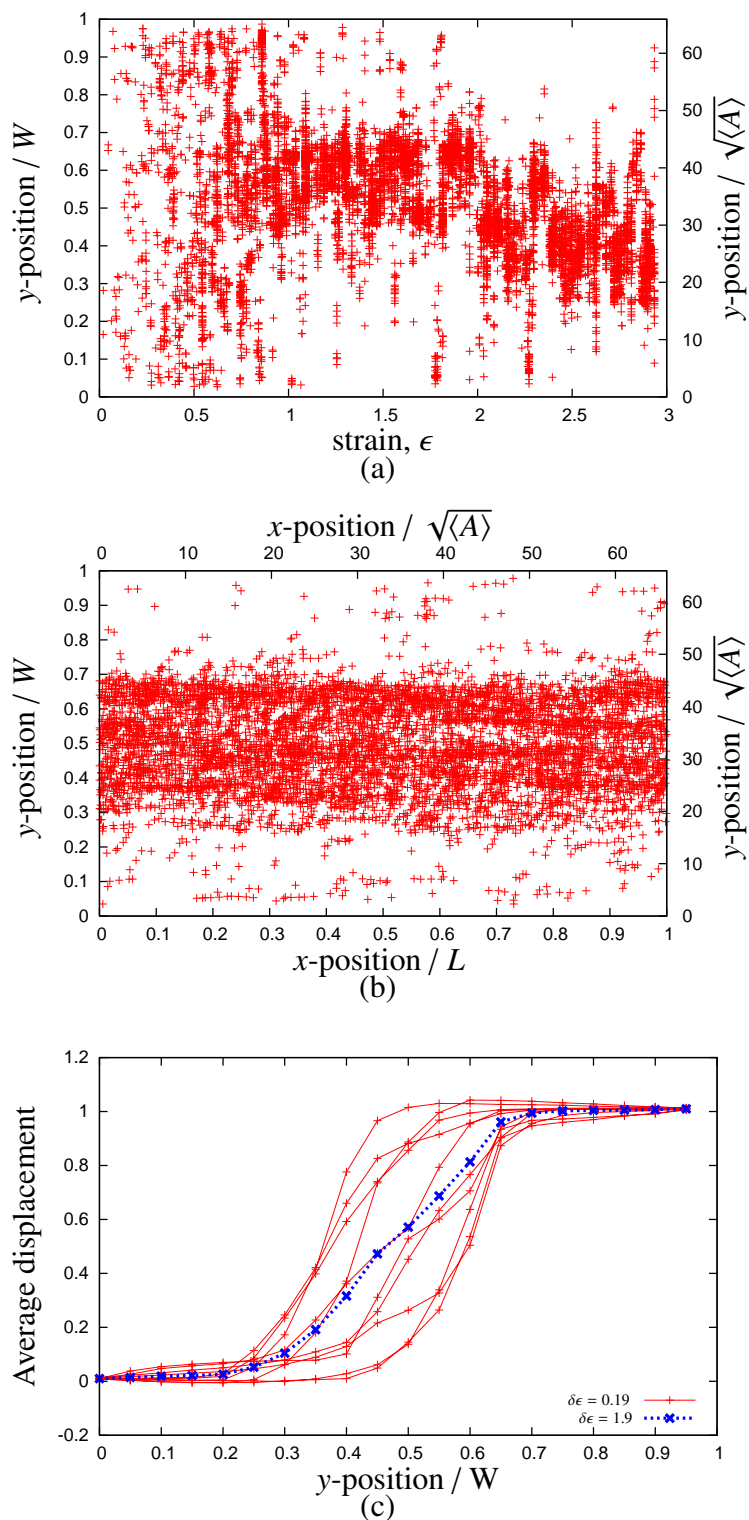 1
0.9
0.8
0.7
0.6
0.5
0.4
0.3
0.2
0.1
0
y-position / W
60
50
40
30
20
10
0
y-position / √⟨A⟩
0 0.5 1 1.5 2 2.5 3
strain, ϵ
(a)
x-position / √⟨A⟩
0 10 20 30 40 50 60
1
0.9
0.8
0.7
0.6
0.5
0.4
0.3
0.2
0.1
0
y-position / W
60
50
40
30
20
10
0
y-position / √⟨A⟩
0 0.1 0.2 0.3 0.4 0.5 0.6 0.7 0.8 0.9 1
x-position / L
(b)
1.2
1
0.8
0.6
0.4
0.2
0
-0.2
Average displacement
δϵ = 0.19
δϵ = 1.9
0 0.1 0.2 0.3 0.4 0.5 0.6 0.7 0.8 0.9 1
y-position / W
(c)